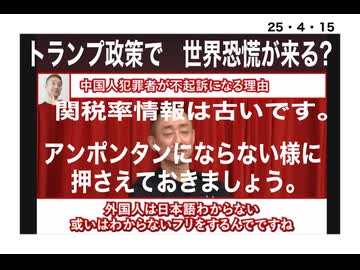 25・4・15
トランプ政策で 世界恐慌が来る?
中国人犯罪者が不起訴になる理由
関税率情報は古いです。
アンポンタンにならない様に
押さえておきましょう。
外国人は日本語わからない
或いはわからないフリをするんでですね